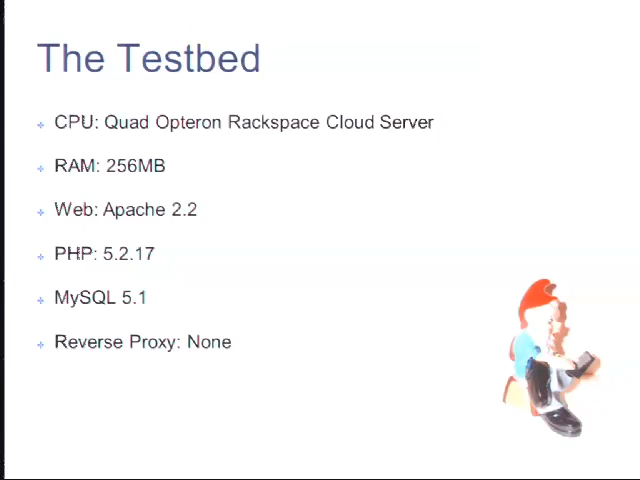 The Testbed
CPU: Quad Opteron Rackspace Cloud Server
RAM: 256MB
Web: Apache 2.2
PHP: 5.2.17
MySQL 5.1
Reverse Proxy: None